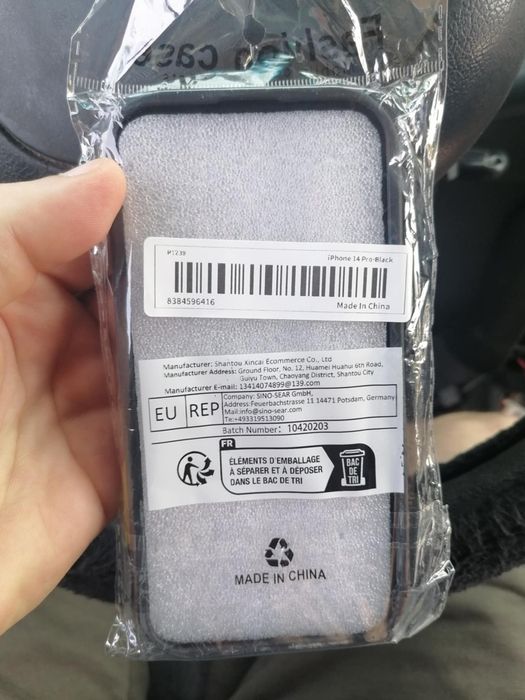 Fashion case
P1239
iPhone 14 Pro-Black
8384596416
Made In China
Manufacturer: Shantou Xincai Ecommerce Co., Ltd
Manufacturer Address: Ground Floor, No. 12, Huamei Huahui 6th Road,
Guiyu Town, Chaoyang District, Shantou City
Manufacturer E-mail: 13414074899@139.com
EU REP
Company: SINO-SEAR GmbH,
Address:Feuerbachstrasse 11 14471 Potsdam, Germany
Mail:info@sino-sear.com
Te:+493319513090
Batch Number: 10420203
FR
ÉLÉMENTS D'EMBALLAGE
À SÉPARER ET À DÉPOSER
DANS LE BAC DE TRI
BAC
DE
TRI
MADE IN CHINA